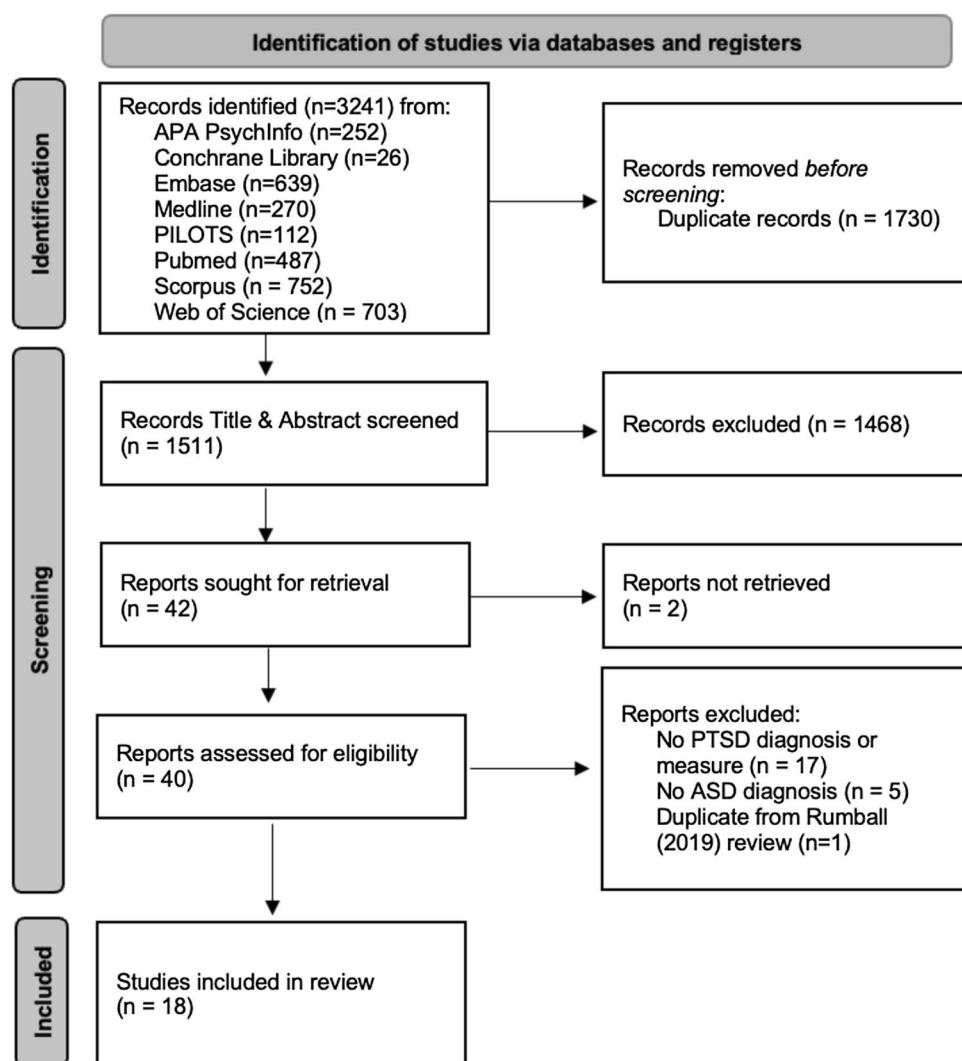 Identification of studies via databases and registers
Identification
Records identified (n=3241) from:
APA PsychInfo (n=252)
Conchrane Library (n=26)
Embase (n=639)
Medline (n=270)
PILOTS (n=112)
Pubmed (n=487)
Scorpus (n = 752)
Web of Science (n = 703)
Records removed before
screening:
Duplicate records (n = 1730)
Screening
Records Title & Abstract screened
(n = 1511)
Records excluded (n = 1468)
Reports sought for retrieval
(n = 42)
Reports not retrieved
(n = 2)
Reports assessed for eligibility
(n = 40)
Reports excluded:
No PTSD diagnosis or
measure (n = 17)
No ASD diagnosis (n = 5)
Duplicate from Rumball
(2019) review (n=1)
Included
Studies included in review
(n = 18)